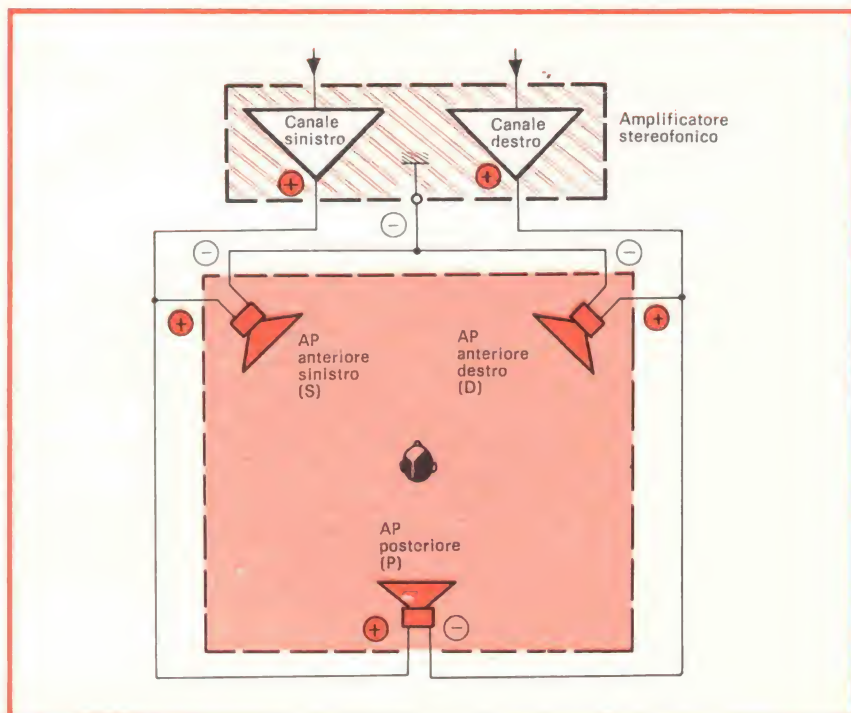 Canale
sinistro
Canale
destro
Amplificatore
stereofonico
+
+
−
−
−
+
+
AP
anteriore
sinistro
(S)
AP
anteriore
destro
(D)
AP
posteriore
(P)
+
−